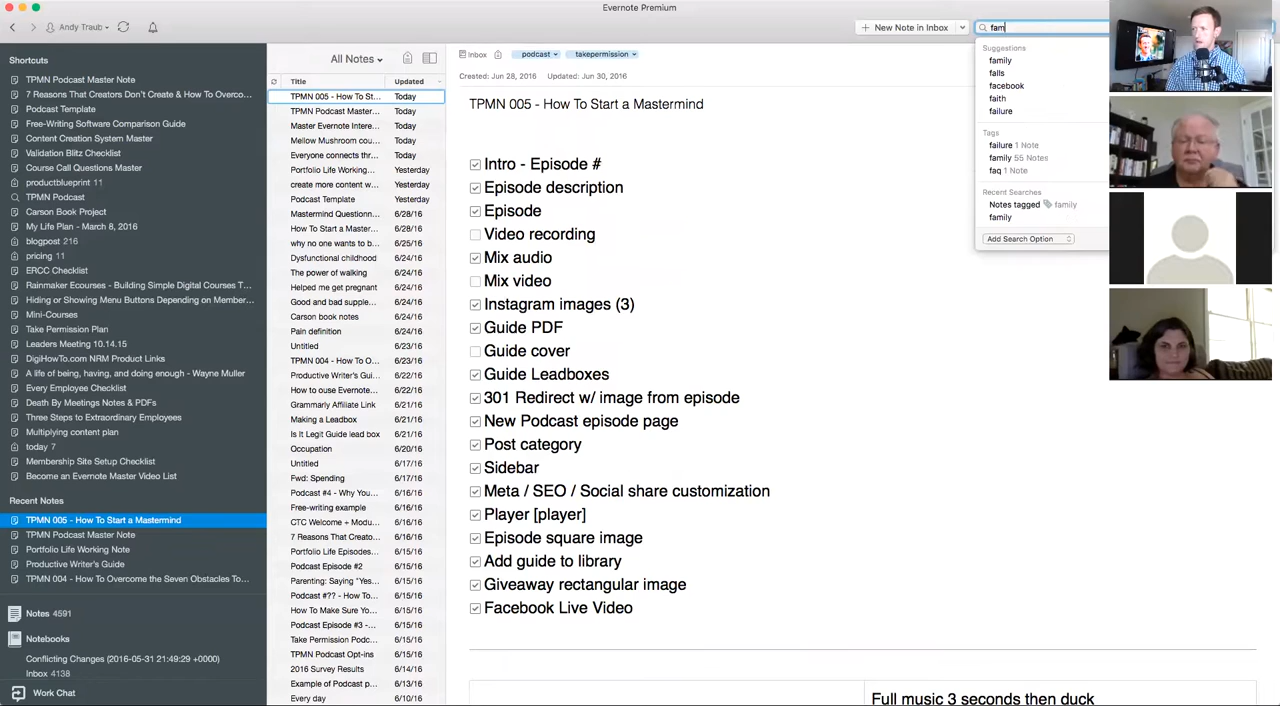 Evernote Premium
Andy Traub
New Note in Inbox
fam
Shortcuts
TPMN Podcast Master Note
7 Reasons That Creators Don't Create & How To Overco...
Podcast Template
Free-Writing Software Comparison Guide
Content Creation System Master
Validation Blitz Checklist
Course Call Questions Master
productblueprint 11
TPMN Podcast
Carson Book Project
My Life Plan - March 8, 2016
blogpost 216
pricing 11
ERCC Checklist
Rainmaker Ecourses - Building Simple Digital Courses T...
Hiding or Showing Menu Buttons Depending on Member...
Mini-Courses
Take Permission Plan
Leaders Meeting 10.14.15
DigiHowTo.com NRM Product Links
A life of being, having, and doing enough - Wayne Muller
Every Employee Checklist
Death By Meetings Notes & PDFs
Three Steps to Extraordinary Employees
Multiplying content plan
today 7
Membership Site Setup Checklist
Become an Evernote Master Video List
Recent Notes
TPMN 005 - How To Start a Mastermind
TPMN Podcast Master Note
Portfolio Life Working Note
Productive Writer's Guide
TPMN 004 - How To Overcome the Seven Obstacles To...
Notes 4591
Notebooks
Conflicting Changes (2016-05-31 21:49:29 +0000)
Inbox 4138
Work Chat
All Notes
Title Updated
TPMN 005 - How To St... Today
TPMN Podcast Master... Today
Master Evernote Intere... Today
Mellow Mushroom cou... Today
Everyone connects thr... Today
Portfolio Life Working... Yesterday
create more content w... Yesterday
Podcast Template Yesterday
Mastermind Questionn... 6/28/16
How To Start a Master... 6/28/16
why no one wants to b... 6/25/16
Dysfunctional childhood 6/24/16
The power of walking 6/24/16
Helped me get pregnant 6/24/16
Good and bad supple... 6/24/16
Carson book notes 6/24/16
Pain definition 6/24/16
Untitled 6/23/16
TPMN 004 - How To O... 6/23/16
Productive Writer's Gui... 6/22/16
How to ouse Evernote... 6/22/16
Grammarly Affiliate Link 6/21/16
Making a Leadbox 6/21/16
Is It Legit Guide lead box 6/21/16
Occupation 6/20/16
Untitled 6/17/16
Fwd: Spending 6/17/16
Podcast #4 - Why You... 6/16/16
Free-writing example 6/16/16
CTC Welcome + Modu... 6/16/16
7 Reasons That Creato... 6/16/16
Portfolio Life Episodes... 6/15/16
Podcast Episode #2 6/15/16
Parenting: Saying "Yes... 6/15/16
Podcast #?? - How To... 6/15/16
How To Make Sure Yo... 6/15/16
Podcast Episode #3 -... 6/15/16
Take Permission Podc... 6/15/16
TPMN Podcast Opt-ins 6/15/16
2016 Survey Results 6/14/16
Example of Podcast p... 6/13/16
Every day 6/10/16
Inbox podcast takepermission
Created: Jun 28, 2016 Updated: Jun 30, 2016
TPMN 005 - How To Start a Mastermind
Intro - Episode #
Episode description
Episode
Video recording
Mix audio
Mix video
Instagram images (3)
Guide PDF
Guide cover
Guide Leadboxes
301 Redirect w/ image from episode
New Podcast episode page
Post category
Sidebar
Meta / SEO / Social share customization
Player [player]
Episode square image
Add guide to library
Giveaway rectangular image
Facebook Live Video
Full music 3 seconds then duck
Suggestions
family
falls
facebook
faith
failure
Tags
failure 1 Note
family 55 Notes
faq 1 Note
Recent Searches
Notes tagged family
family
Add Search Option